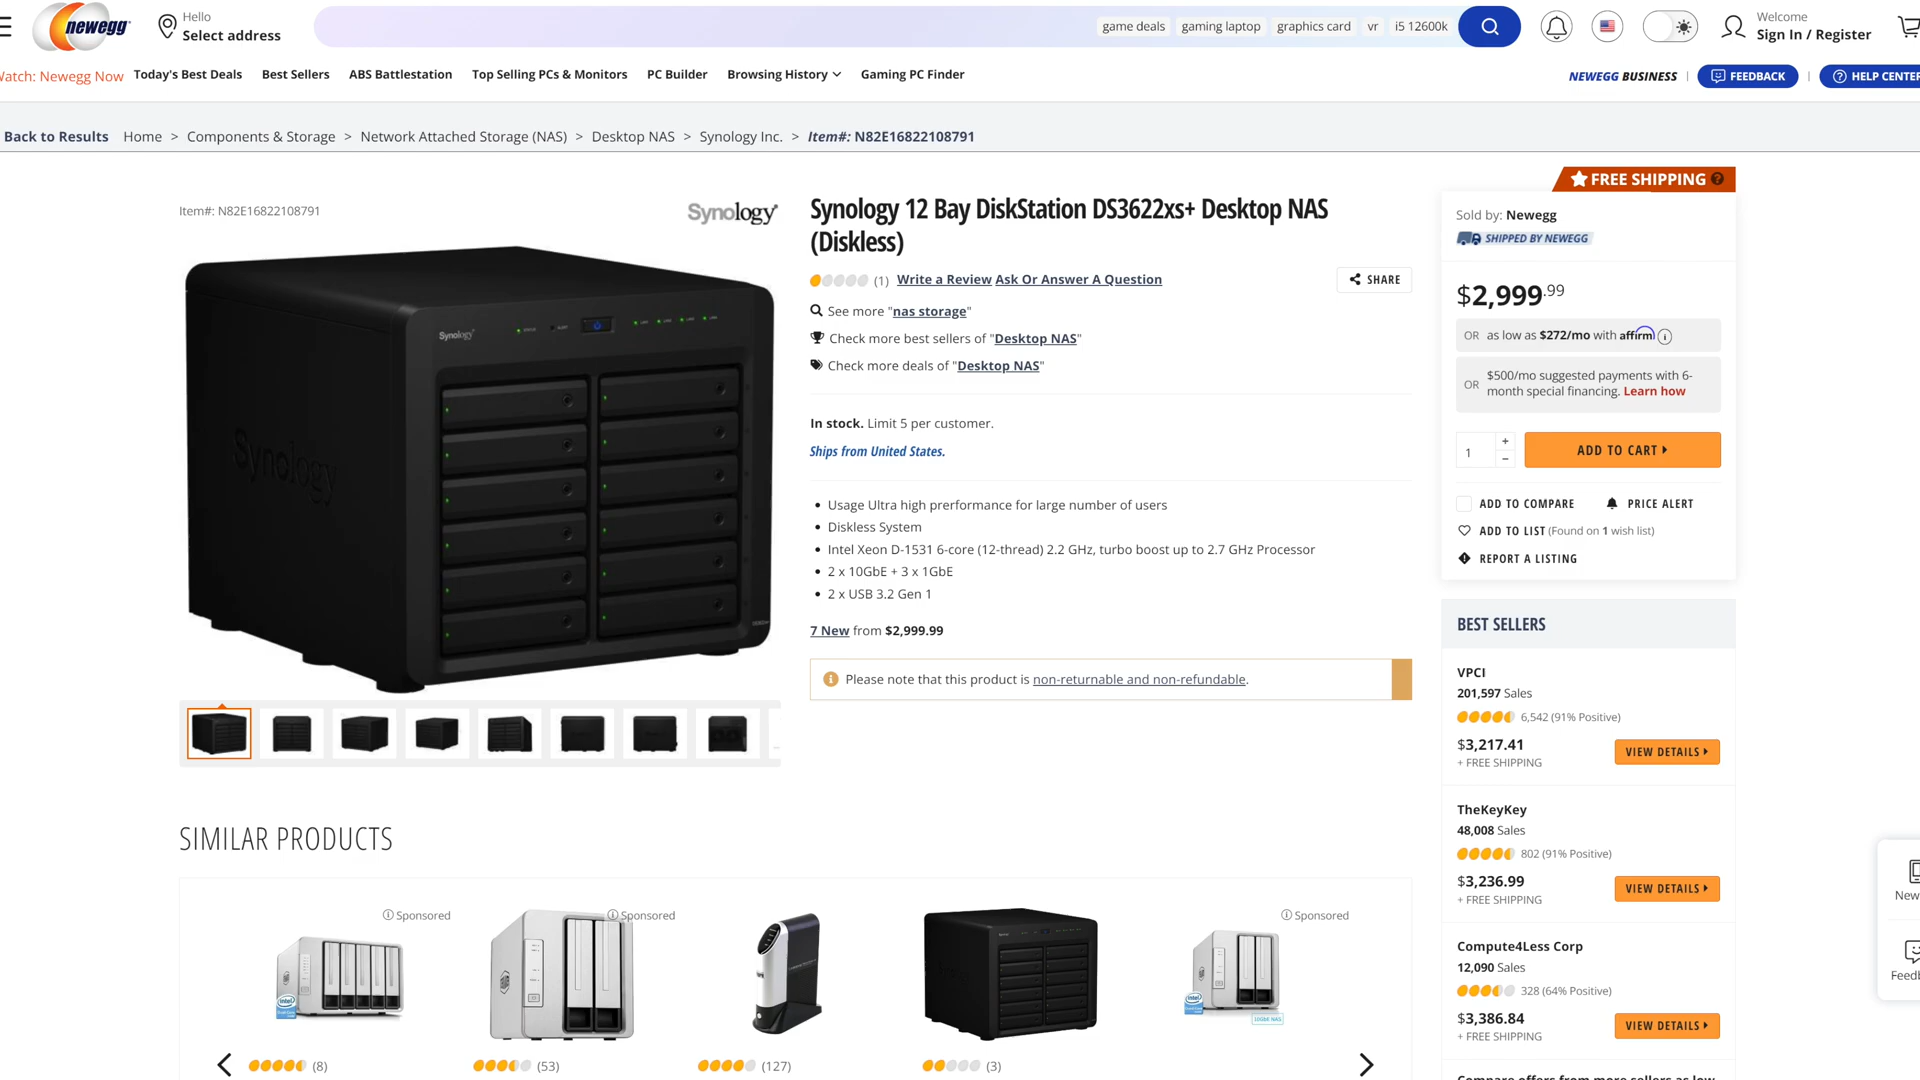 newegg
Hello
Select address
game deals
gaming laptop
graphics card
vr
i5 12600k
Welcome
Sign In / Register
Watch: Newegg Now
Today's Best Deals
Best Sellers
ABS Battlestation
Top Selling PCs & Monitors
PC Builder
Browsing History
Gaming PC Finder
NEWEGG BUSINESS
FEEDBACK
HELP CENTER
Back to Results
Home > Components & Storage > Network Attached Storage (NAS) > Desktop NAS > Synology Inc. > Item#: N82E16822108791
Item#: N82E16822108791
Synology
Synology
Synology
Synology 12 Bay DiskStation DS3622xs+ Desktop NAS
(Diskless)
(1) Write a Review Ask Or Answer A Question
SHARE
See more "nas storage"
Check more best sellers of "Desktop NAS"
Check more deals of "Desktop NAS"
In stock. Limit 5 per customer.
Ships from United States.
• Usage Ultra high prerformance for large number of users
• Diskless System
• Intel Xeon D-1531 6-core (12-thread) 2.2 GHz, turbo boost up to 2.7 GHz Processor
• 2 x 10GbE + 3 x 1GbE
• 2 x USB 3.2 Gen 1
7 New from $2,999.99
Please note that this product is non-returnable and non-refundable.
FREE SHIPPING
Sold by: Newegg
SHIPPED BY NEWEGG
$2,999.99
OR as low as $272/mo with affirm
OR $500/mo suggested payments with 6-
month special financing. Learn how
1
+
−
ADD TO CART
ADD TO COMPARE
PRICE ALERT
ADD TO LIST (Found on 1 wish list)
REPORT A LISTING
BEST SELLERS
VPCI
201,597 Sales
6,542 (91% Positive)
$3,217.41
+ FREE SHIPPING
VIEW DETAILS
TheKeyKey
48,008 Sales
802 (91% Positive)
$3,236.99
+ FREE SHIPPING
VIEW DETAILS
Compute4Less Corp
12,090 Sales
328 (64% Positive)
$3,386.84
+ FREE SHIPPING
VIEW DETAILS
Compare offers from more sellers as low
New
Feedb
SIMILAR PRODUCTS
Sponsored
Sponsored
Sponsored
intel
intel
10GbE NAS
(8)
(53)
(127)
(3)